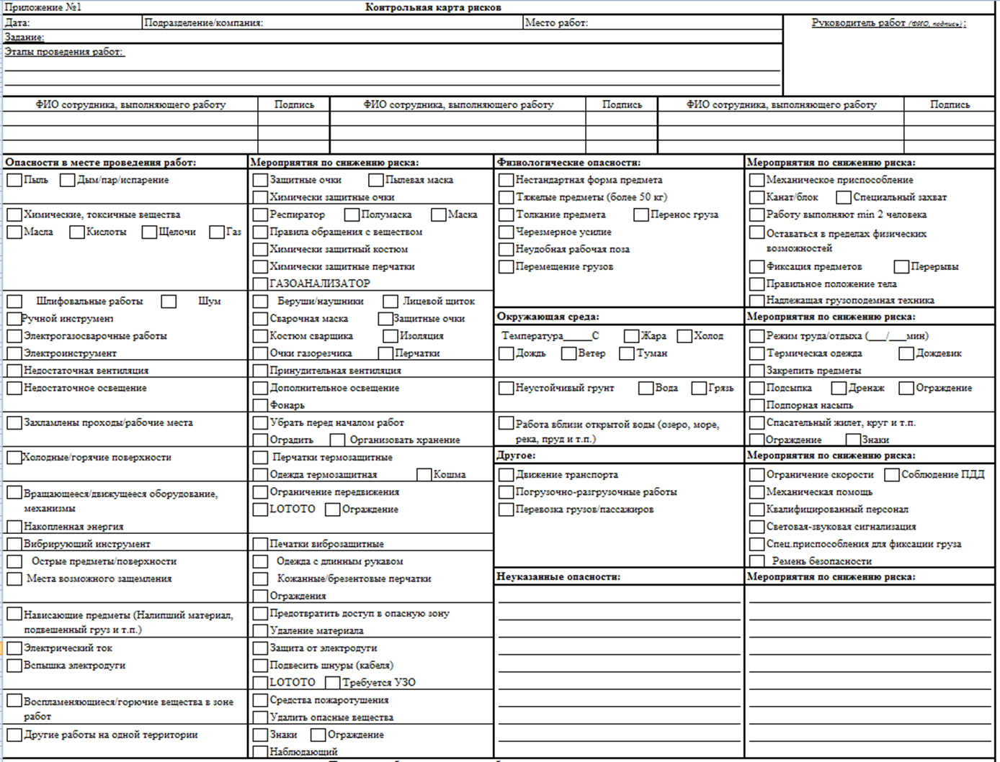 Приложение №1 Контрольная карта рисков
Дата: Подразделение/компания: Место работ: Руководитель работ (ФИО, подпись):
Задание:
Этапы проведения работ:
ФИО сотрудника, выполняющего работу Подпись ФИО сотрудника, выполняющего работу Подпись ФИО сотрудника, выполняющего работу Подпись
Опасности в месте проведения работ:
Пыль Дым/пар/испарение
Химические, токсичные вещества
Масла Кислоты Щелочи Газ
Шлифовальные работы Шум
Ручной инструмент
Электрогазосварочные работы
Электроинструмент
Недостаточная вентиляция
Недостаточное освещение
Захламлены проходы/рабочие места
Холодные/горячие поверхности
Вращающееся/движущееся оборудование,
механизмы
Накопленная энергия
Вибрирующий инструмент
Острые предметы/поверхности
Места возможного защемления
Нависающие предметы (Налипший материал,
подвешенный груз и т.п.)
Электрический ток
Вспышка электродуги
Воспламеняющиеся/горючие вещества в зоне
работ
Другие работы на одной территории
Мероприятия по снижению риска:
Защитные очки Пылевая маска
Химически защитные очки
Респиратор Полумаска Маска
Правила обращения с веществом
Химически защитный костюм
Химически защитные перчатки
ГАЗОАНАЛИЗАТОР
Беруши/наушники Лицевой щиток
Сварочная маска Защитные очки
Костюм сварщика Изоляция
Очки газорезчика Перчатки
Принудительная вентиляция
Дополнительное освещение
Фонарь
Убрать перед началом работ
Оградить Организовать хранение
Перчатки термозащитные
Одежда термозащитная Кошма
Ограничение передвижения
LOTOTO Ограждение
Печатки виброзащитные
Одежда с длинным рукавом
Кожанные/брезентовые перчатки
Ограждения
Предотвратить доступ в опасную зону
Удаление материала
Защита от электродуги
Подвесить шнуры (кабеля)
LOTOTO Требуется УЗО
Средства пожаротушения
Удалить опасные вещества
Знаки Ограждение
Наблюдающий
Физиологические опасности:
Нестандартная форма предмета
Тяжелые предметы (более 50 кг)
Толкание предмета Перенос груза
Черезмерное усилие
Неудобная рабочая поза
Перемещение грузов
Окружающая среда:
Температура______С Жара Холод
Дождь Ветер Туман
Неустойчивый грунт Вода Грязь
Работа вблизи открытой воды (озеро, море,
река, пруд и т.п.)
Другое:
Движение транспорта
Погрузочно-разгрузочные работы
Перевозка грузов/пассажиров
Неуказанные опасности:
Мероприятия по снижению риска:
Механическое приспособление
Канат/блок Специальный захват
Работу выполняют min 2 человека
Оставаться в пределах физических
возможностей
Фиксация предметов Перерывы
Правильное положение тела
Надлежащая грузоподемная техника
Мероприятия по снижению риска:
Режим труда/отдыха (___/___мин)
Термическая одежда Дождевик
Закрепить предметы
Подсыпка Дренаж Ограждение
Подпорная насыпь
Спасательный жилет, круг и т.п.
Ограждение Знаки
Мероприятия по снижению риска:
Ограничение скорости Соблюдение ПДД
Механическая помощь
Квалифицированный персонал
Световая-звуковая сигнализация
Спец.приспособления для фиксации груза
Ремень безопасности
Мероприятия по снижению риска: